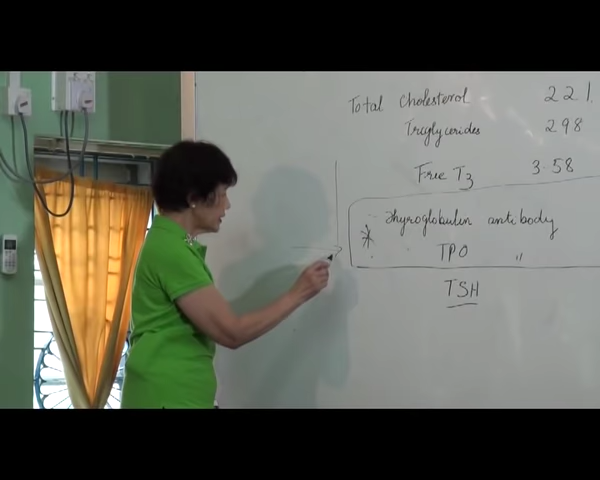 Total Cholesterol 221.
Triglycerides 298
Free T3 3.58
* Thyroglobulin antibody
TPO "
TSH